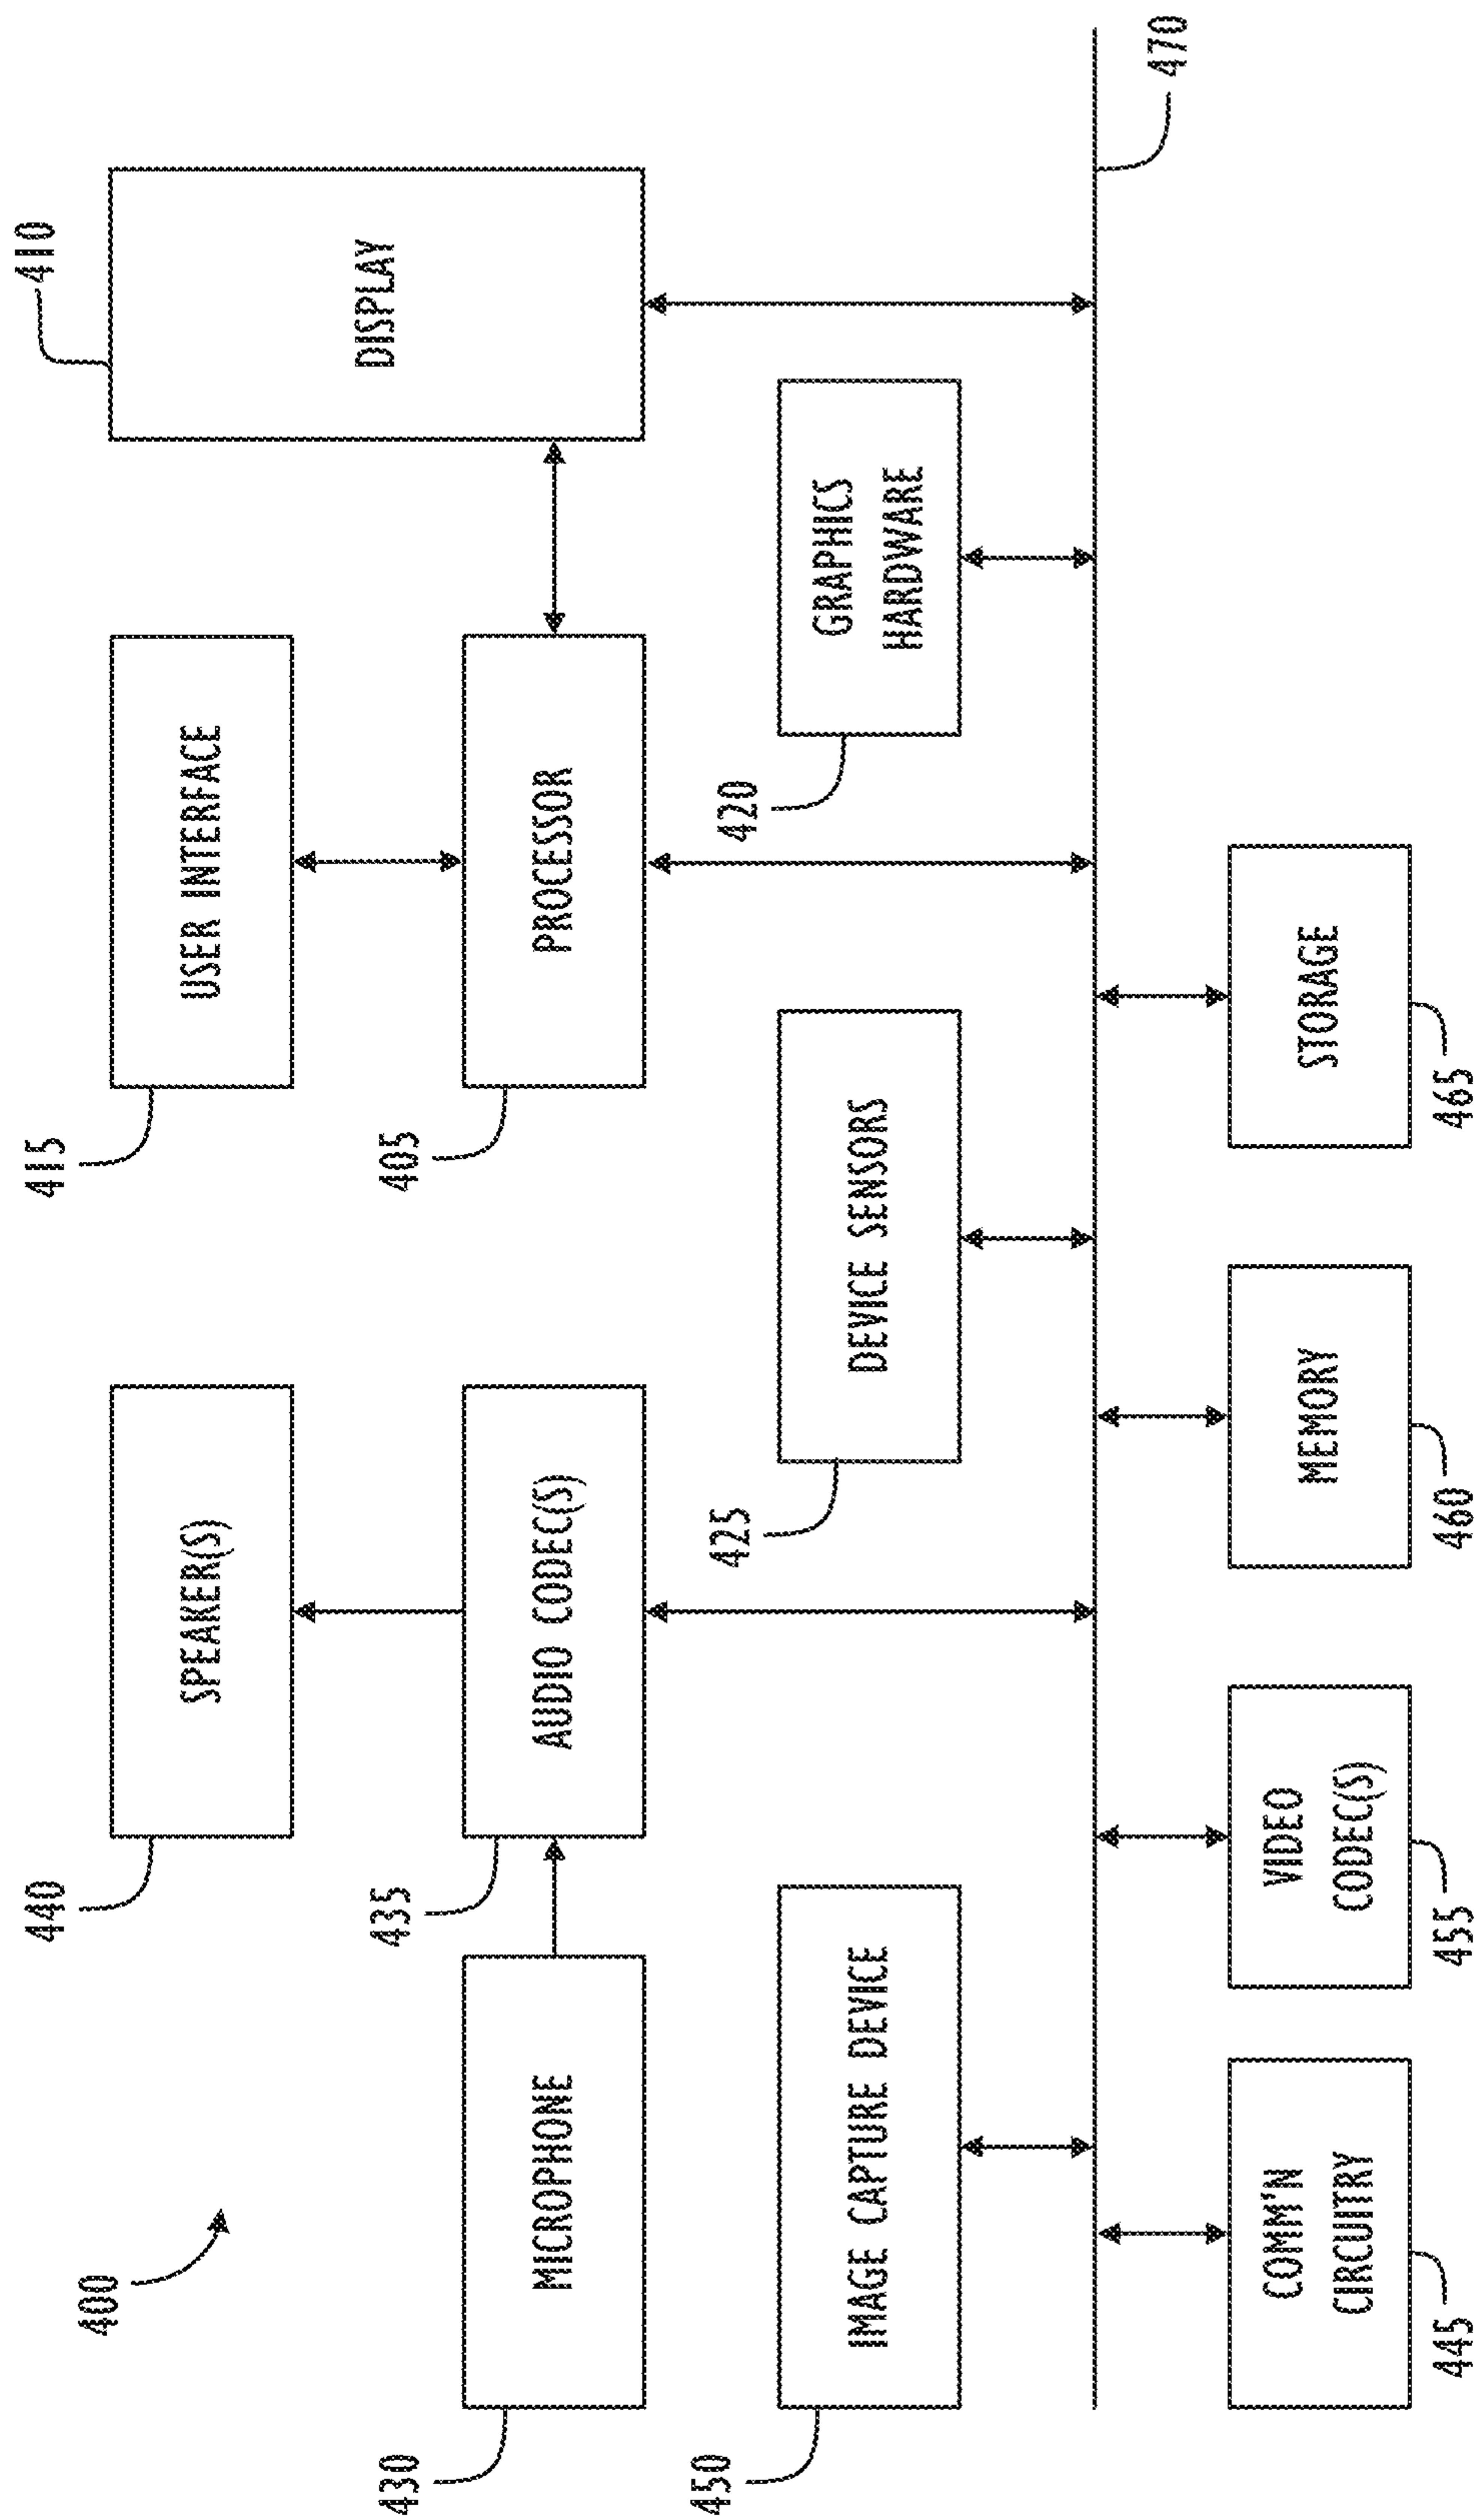 400
440
SPEAKER(S)
415
USER INTERFACE
410
DISPLAY
430
MICROPHONE
435
AUDIO CODEC(S)
405
PROCESSOR
450
IMAGE CAPTURE DEVICE
425
DEVICE SENSORS
420
GRAPHICS
HARDWARE
470
COMM'N
CIRCUITRY
445
VIDEO
CODEC(S)
455
MEMORY
460
STORAGE
465